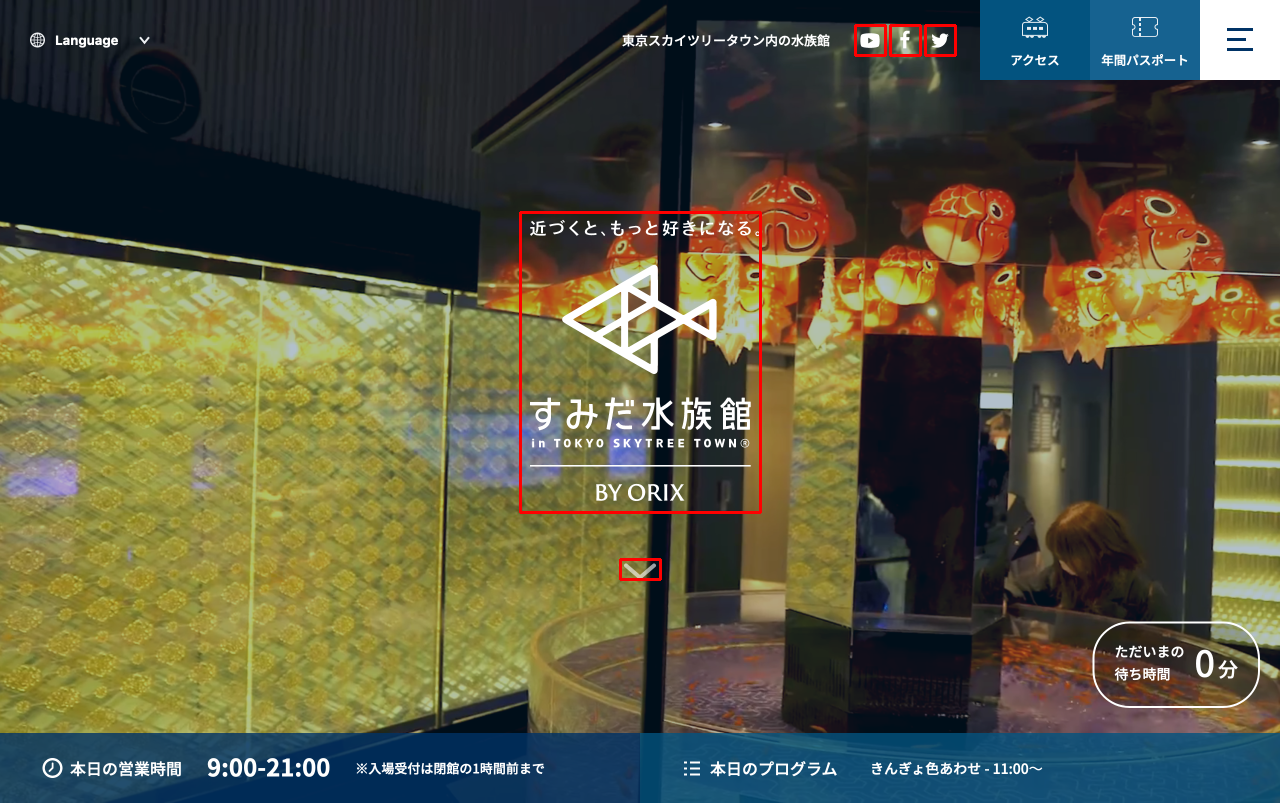 Language
東京スカイツリータウン内の水族館
アクセス
年間パスポート
近づくと、もっと好きになる。
すみだ水族館
in TOKYO SKYTREE TOWN®
BY ORIX
ただいまの
待ち時間
0分
本日の営業時間 9:00-21:00 ※入場受付は閉館の1時間前まで
本日のプログラム きんぎょ色あわせ - 11:00〜